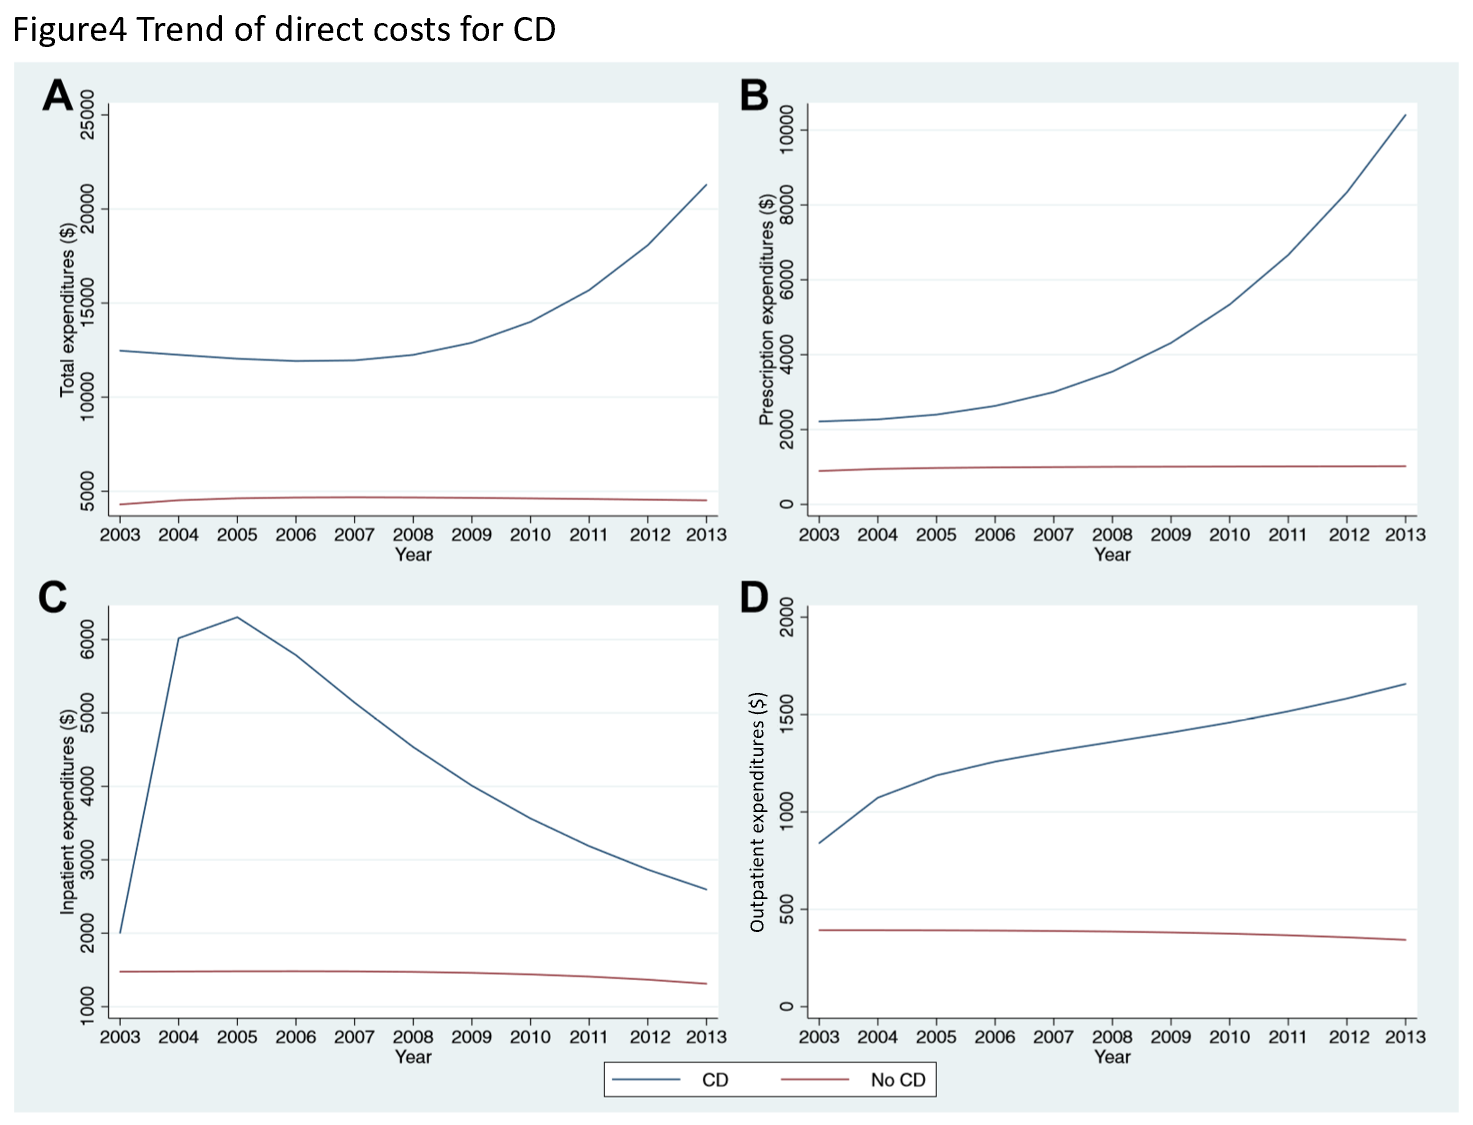 Figure4 Trend of direct costs for CD
A
Total expenditures ($)
25000
20000
15000
10000
5000
2003 2004 2005 2006 2007 2008 2009 2010 2011 2012 2013
Year
B
Prescription expenditures ($)
10000
8000
6000
4000
2000
0
2003 2004 2005 2006 2007 2008 2009 2010 2011 2012 2013
Year
C
Inpatient expenditures ($)
6000
5000
4000
3000
2000
1000
2003 2004 2005 2006 2007 2008 2009 2010 2011 2012 2013
Year
D
Outpatient expenditures ($)
2000
1500
1000
500
0
2003 2004 2005 2006 2007 2008 2009 2010 2011 2012 2013
Year
CD No CD